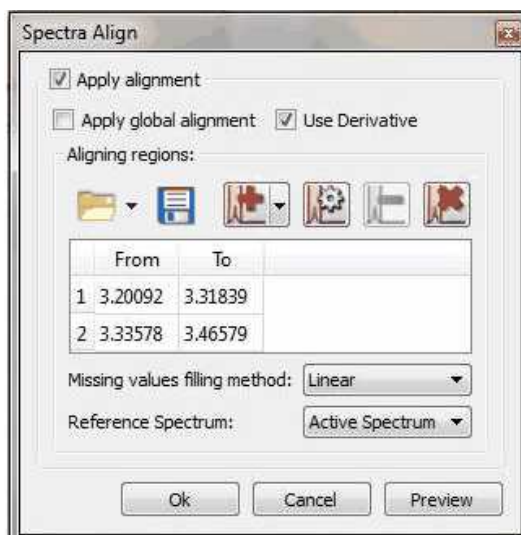 Spectra Align
Apply alignment
Apply global alignment Use Derivative
Aligning regions:
From To
1 3.20092 3.31839
2 3.33578 3.46579
Missing values filling method: Linear
Reference Spectrum: Active Spectrum
Ok Cancel Preview